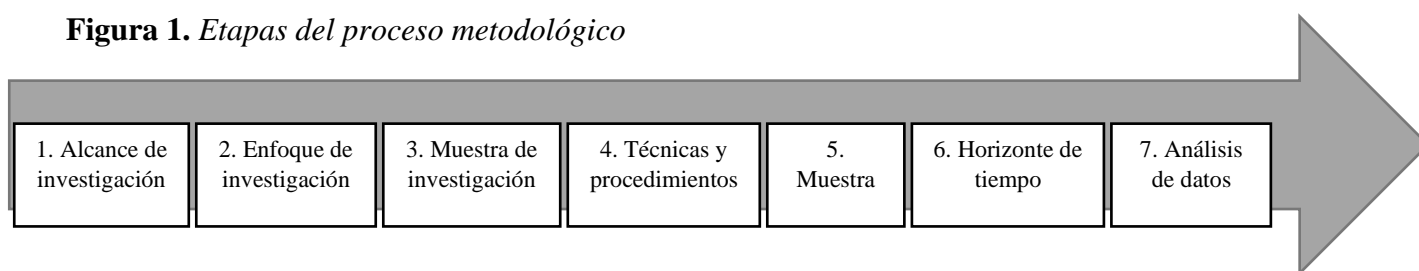 Figura 1. Etapas del proceso metodológico
1. Alcance de
investigación
2. Enfoque de
investigación
3. Muestra de
investigación
4. Técnicas y
procedimientos
5.
Muestra
6. Horizonte de
tiempo
7. Análisis
de datos